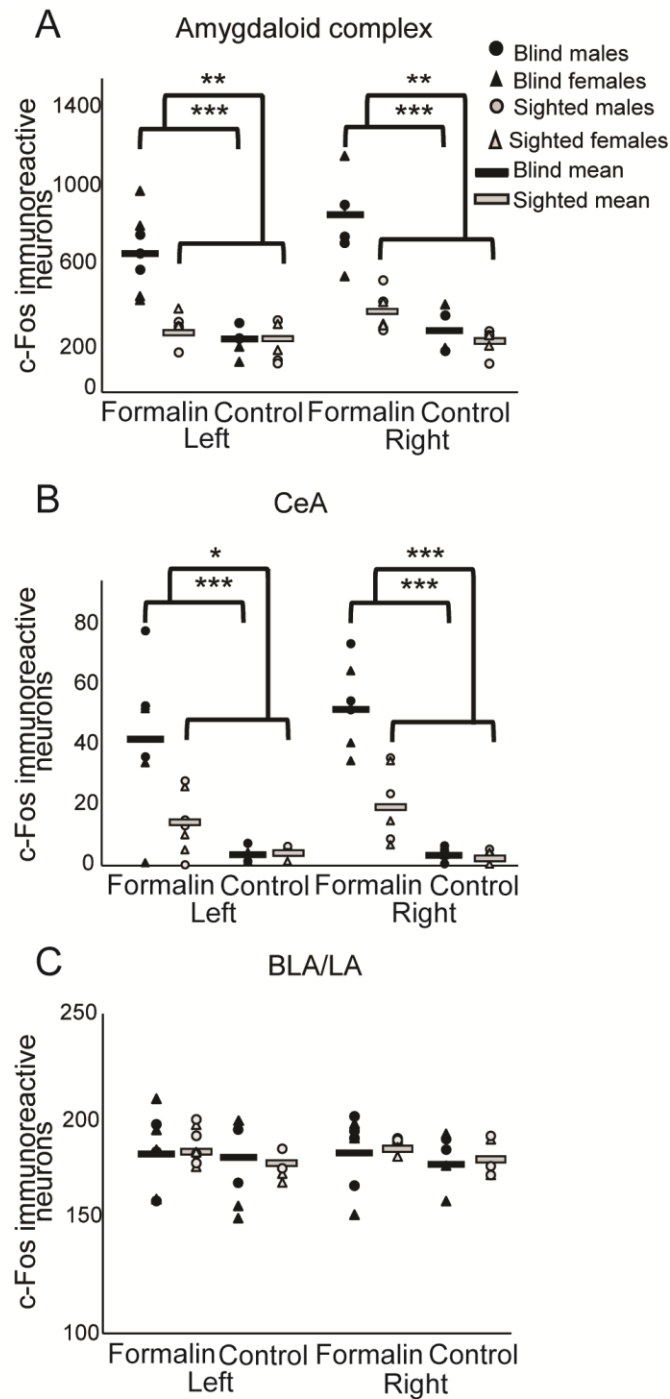 A
Amygdaloid complex
Blind males
Blind females
Sighted males
Sighted females
Blind mean
Sighted mean
c-Fos immunoreactive
neurons
1400
1000
600
200
0
** **
*** ***
Formalin Control Formalin Control
Left Right
B
CeA
c-Fos immunoreactive
neurons
80
60
40
20
0
* ***
*** ***
Formalin Control Formalin Control
Left Right
C
BLA/LA
c-Fos immunoreactive
neurons
250
200
150
100
Formalin Control Formalin Control
Left Right